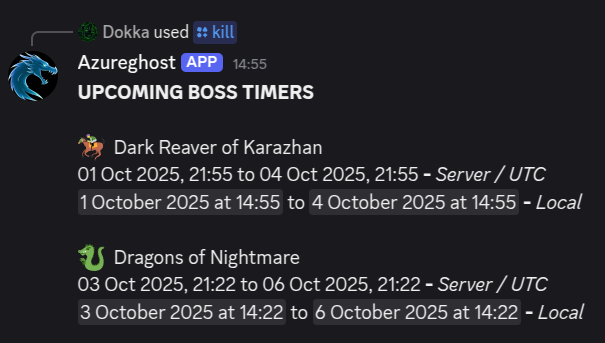 Dokka used kill
Azureghost APP 14:55
UPCOMING BOSS TIMERS
Dark Reaver of Karazhan
01 Oct 2025, 21:55 to 04 Oct 2025, 21:55 - Server / UTC
1 October 2025 at 14:55 to 4 October 2025 at 14:55 - Local
Dragons of Nightmare
03 Oct 2025, 21:22 to 06 Oct 2025, 21:22 - Server / UTC
3 October 2025 at 14:22 to 6 October 2025 at 14:22 - Local